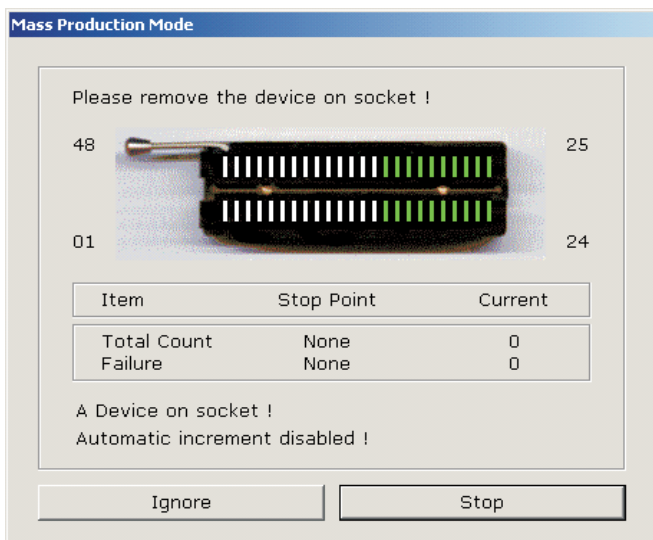 Mass Production Mode
Please remove the device on socket !
48 25
01 24
Item Stop Point Current
Total Count None 0
Failure None 0
A Device on socket !
Automatic increment disabled !
Ignore Stop